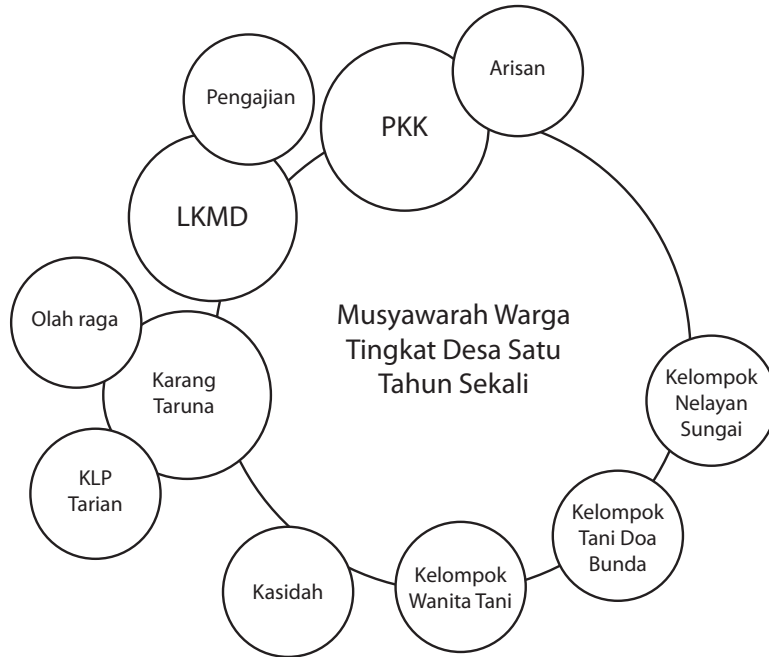 Arisan
Pengajian
PKK
LKMD
Olah raga
Musyawarah Warga
Tingkat Desa Satu
Tahun Sekali
Karang
Taruna
Kelompok
Nelayan
Sungai
KLP
Tarian
Kelompok
Tani Doa
Bunda
Kasidah
Kelompok
Wanita Tani